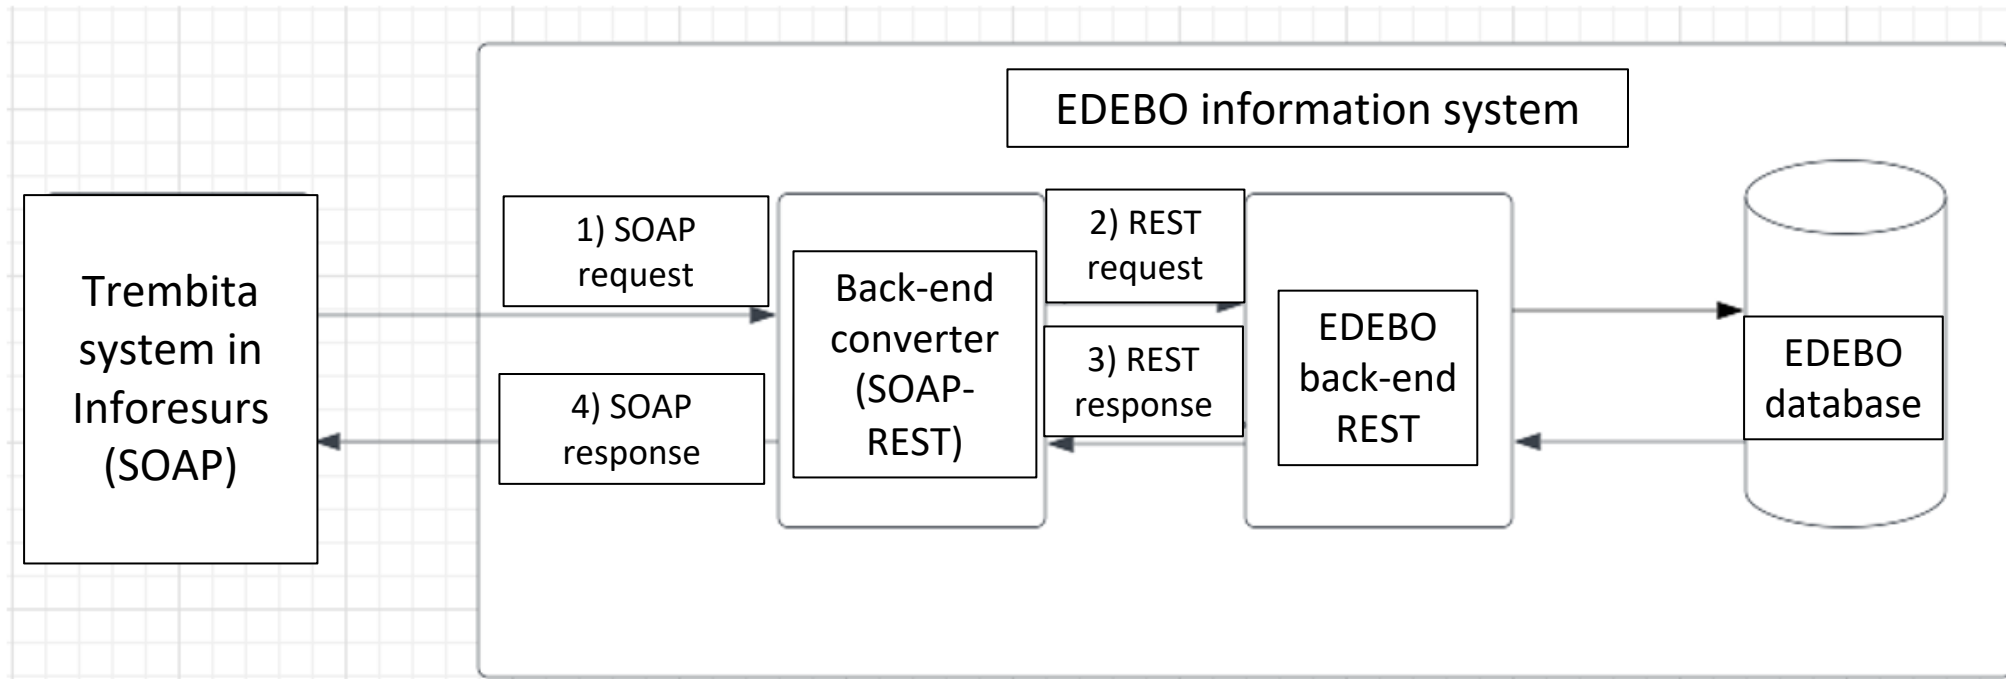 EDEBO information system
Trembita
system in
Inforesurs
(SOAP)
1) SOAP
request
4) SOAP
response
Back-end
converter
(SOAP-
REST)
2) REST
request
3) REST
response
EDEBO
back-end
REST
EDEBO
database